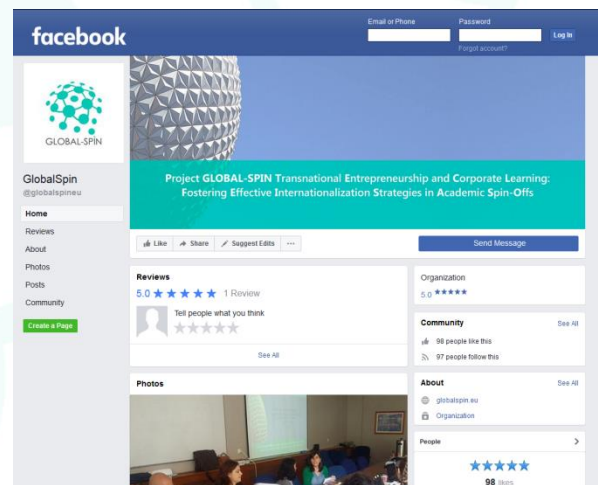 facebook
Email or Phone
Password
Log In
Forgot account?
GLOBAL-SPIN
GlobalSpin
@globalspineu
Home
Reviews
About
Photos
Posts
Community
Create a Page
Project GLOBAL-SPIN Transnational Entrepreneurship and Corporate Learning:
Fostering Effective Internationalization Strategies in Academic Spin-Offs
Like
Share
Suggest Edits
...
Send Message
Reviews
5.0 ★★★★★ 1 Review
Tell people what you think
See All
Photos
Organization
5.0 ★★★★★
Community
See All
98 people like this
97 people follow this
About
See All
globalspin.eu
Organization
People
98 likes